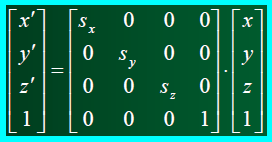 [x′] [s_x 0 0 0] [x]
[y′] [0 s_y 0 0] [y]
[z′] = [0 0 s_z 0] · [z]
[1] [0 0 0 1] [1]